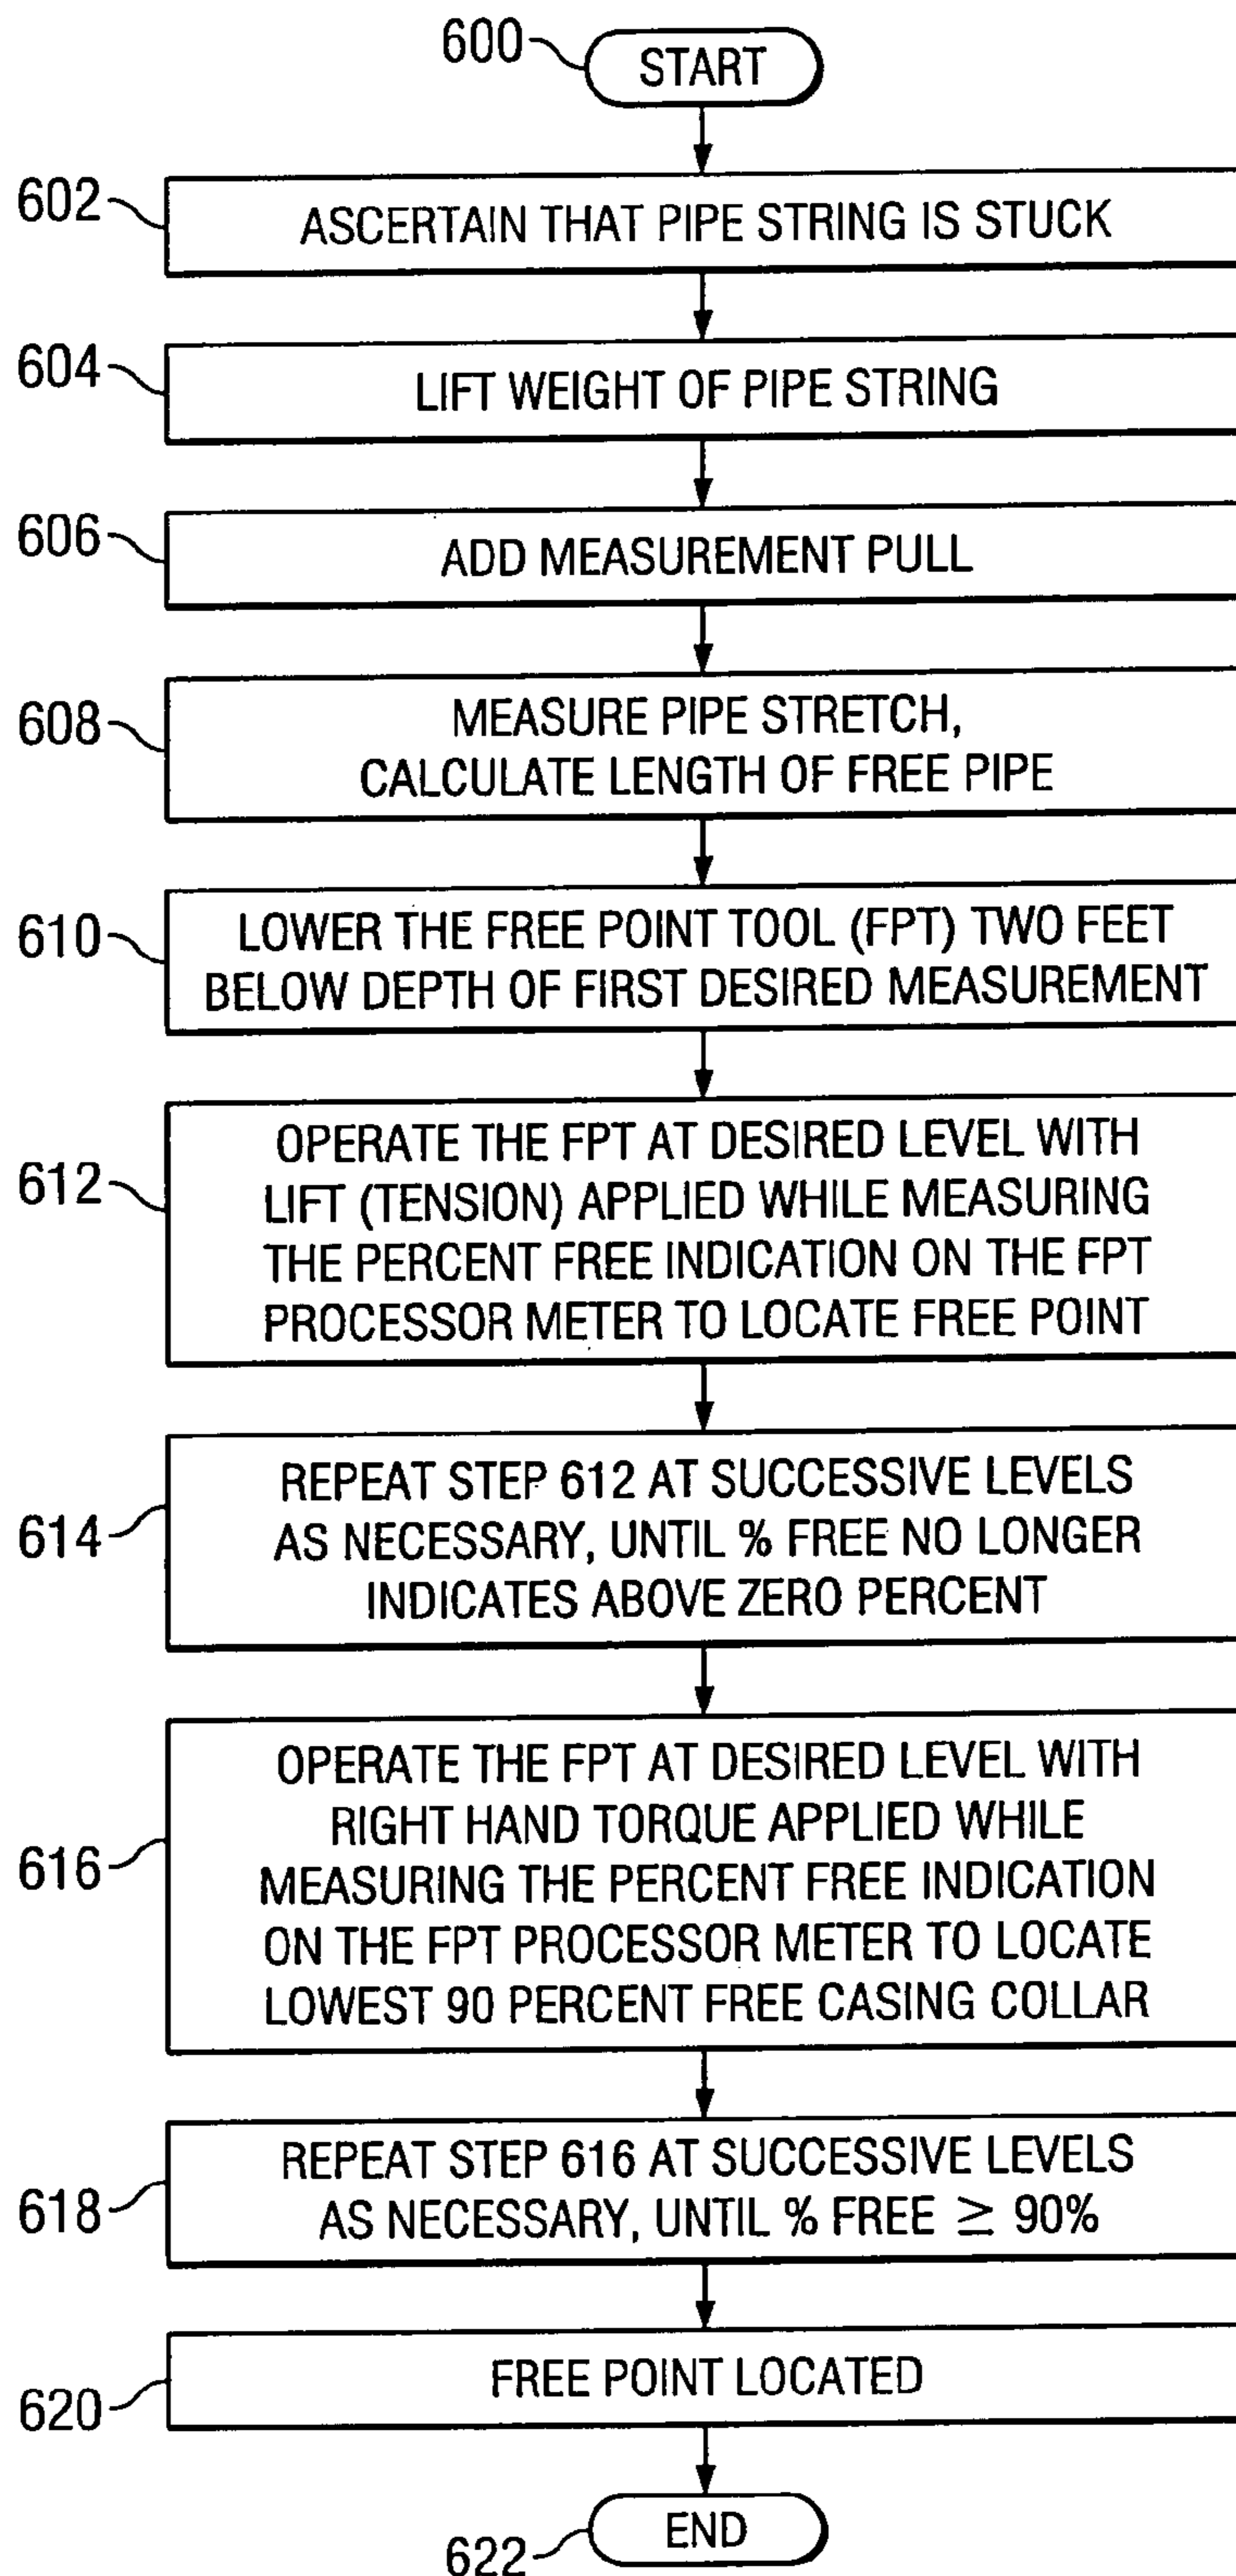 600
START
602
ASCERTAIN THAT PIPE STRING IS STUCK
604
LIFT WEIGHT OF PIPE STRING
606
ADD MEASUREMENT PULL
608
MEASURE PIPE STRETCH,
CALCULATE LENGTH OF FREE PIPE
610
LOWER THE FREE POINT TOOL (FPT) TWO FEET
BELOW DEPTH OF FIRST DESIRED MEASUREMENT
612
OPERATE THE FPT AT DESIRED LEVEL WITH
LIFT (TENSION) APPLIED WHILE MEASURING
THE PERCENT FREE INDICATION ON THE FPT
PROCESSOR METER TO LOCATE FREE POINT
614
REPEAT STEP 612 AT SUCCESSIVE LEVELS
AS NECESSARY, UNTIL % FREE NO LONGER
INDICATES ABOVE ZERO PERCENT
616
OPERATE THE FPT AT DESIRED LEVEL WITH
RIGHT HAND TORQUE APPLIED WHILE
MEASURING THE PERCENT FREE INDICATION
ON THE FPT PROCESSOR METER TO LOCATE
LOWEST 90 PERCENT FREE CASING COLLAR
618
REPEAT STEP 616 AT SUCCESSIVE LEVELS
AS NECESSARY, UNTIL % FREE ≥ 90%
620
FREE POINT LOCATED
622
END